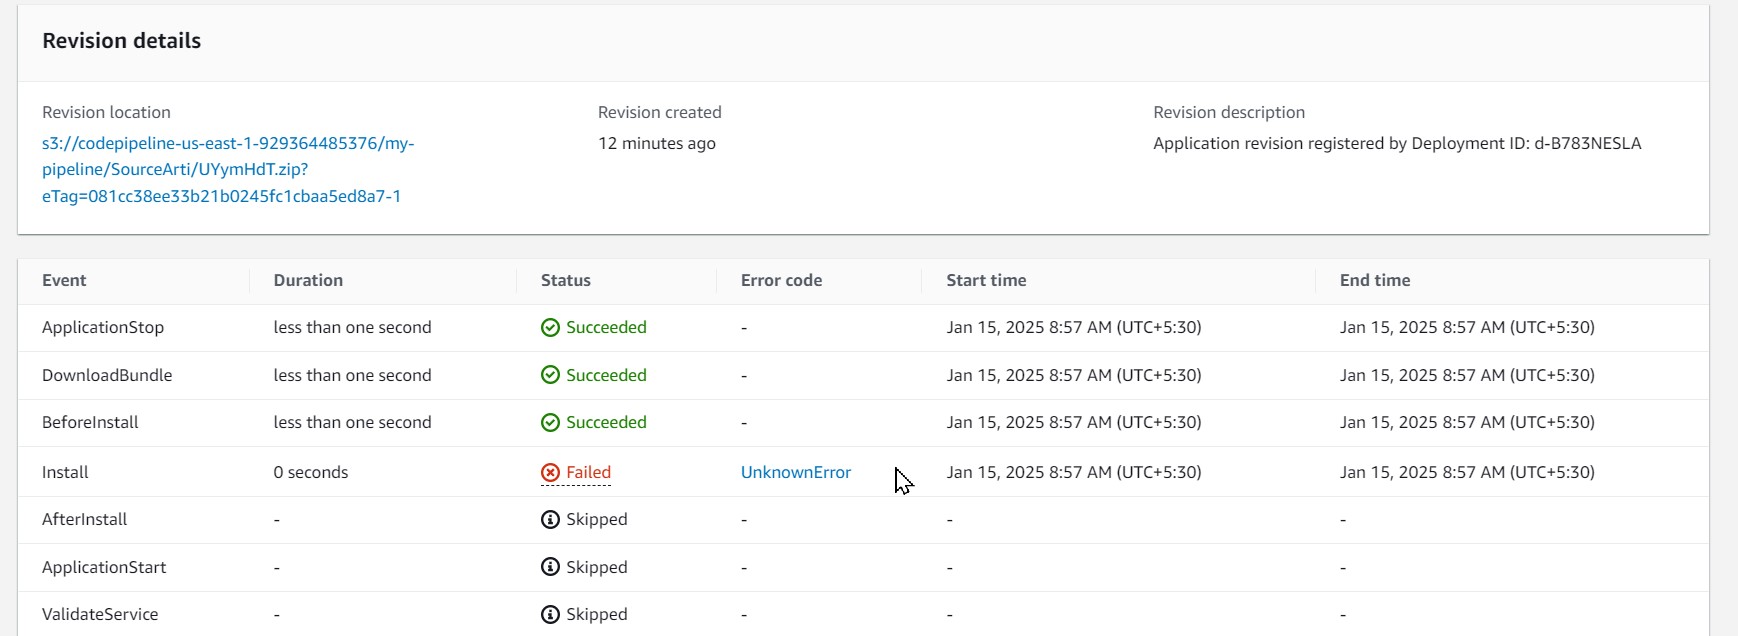 Revision details
Revision location Revision created Revision description
s3://codepipeline-us-east-1-929364485376/my- 12 minutes ago Application revision registered by Deployment ID: d-B783NESLA
pipeline/SourceArti/UYymHdT.zip?
eTag=081cc38ee33b21b0245fc1cbaa5ed8a7-1
Event Duration Status Error code Start time End time
ApplicationStop less than one second Succeeded - Jan 15, 2025 8:57 AM (UTC+5:30) Jan 15, 2025 8:57 AM (UTC+5:30)
DownloadBundle less than one second Succeeded - Jan 15, 2025 8:57 AM (UTC+5:30) Jan 15, 2025 8:57 AM (UTC+5:30)
BeforeInstall less than one second Succeeded - Jan 15, 2025 8:57 AM (UTC+5:30) Jan 15, 2025 8:57 AM (UTC+5:30)
Install 0 seconds Failed UnknownError Jan 15, 2025 8:57 AM (UTC+5:30) Jan 15, 2025 8:57 AM (UTC+5:30)
AfterInstall - Skipped - - -
ApplicationStart - Skipped - - -
ValidateService - Skipped - - -